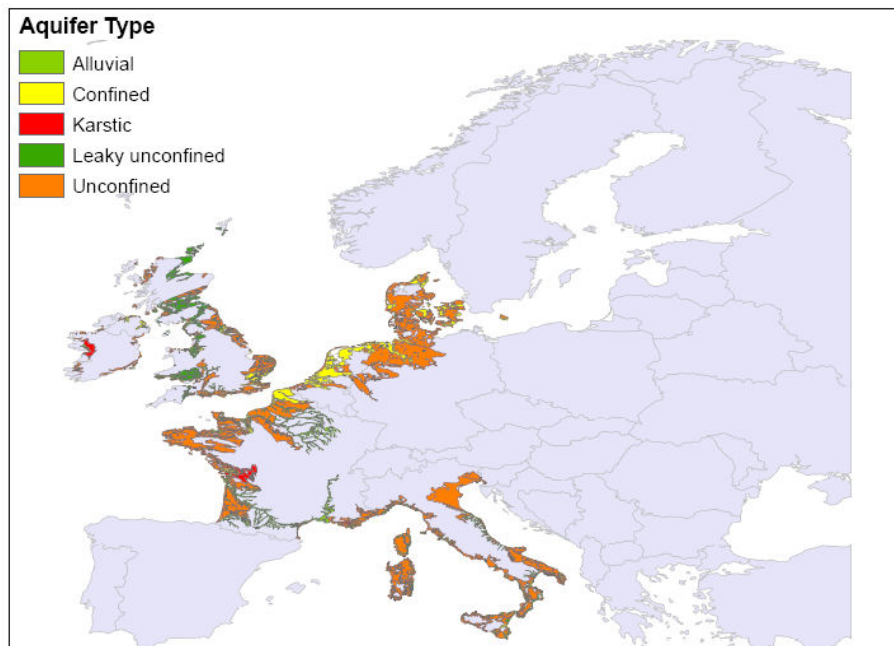 Aquifer Type
Alluvial
Confined
Karstic
Leaky unconfined
Unconfined